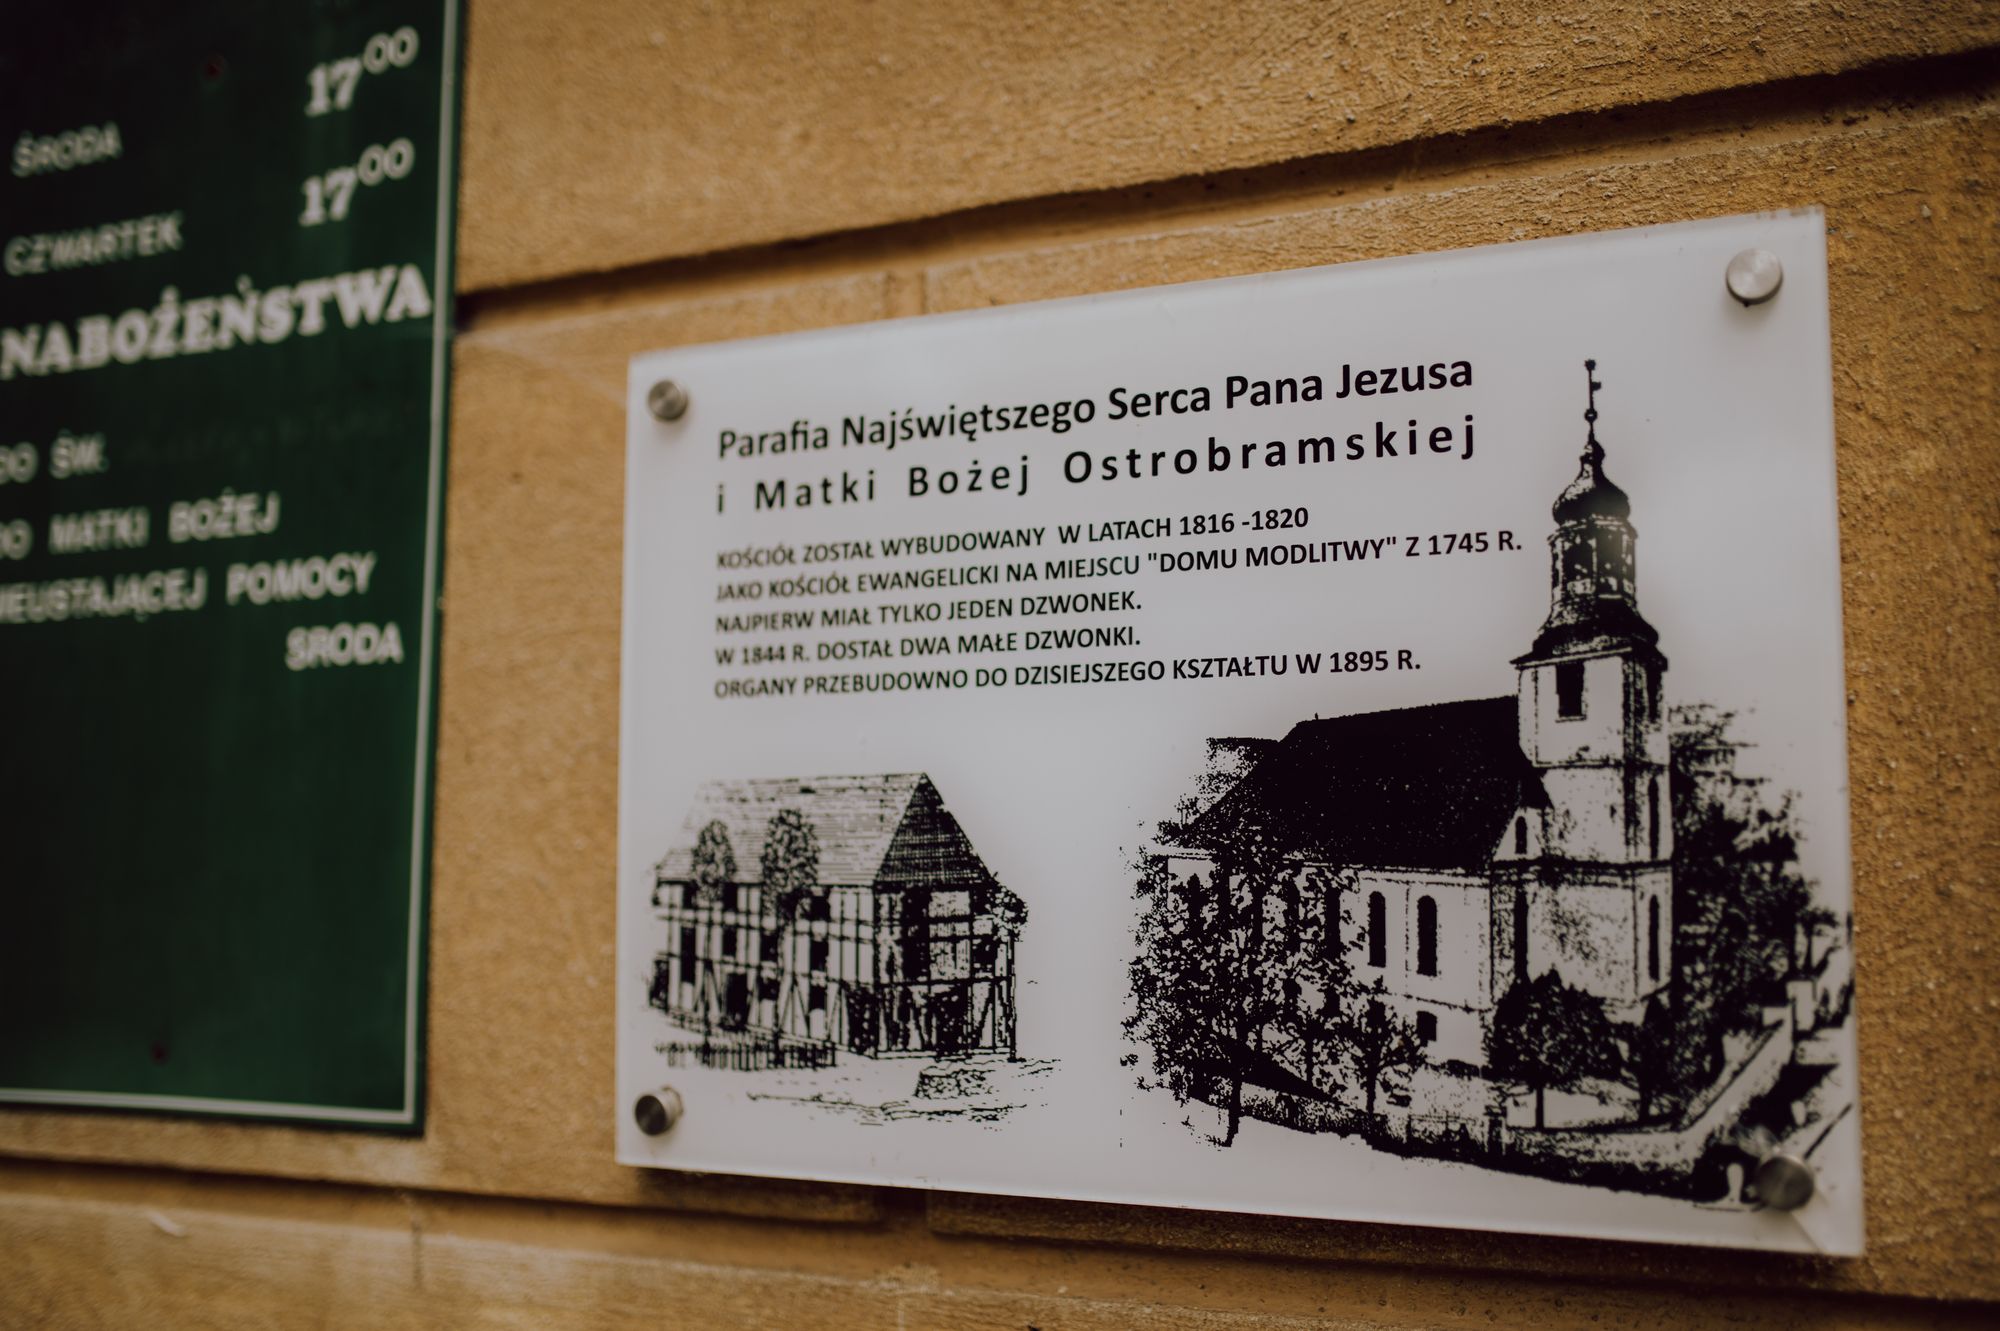 17⁰⁰
ŚRODA
17⁰⁰
CZWARTEK
NABOŻEŃSTWA
DO ŚW.
DO MATKI BOŻEJ
NIEUSTAJĄCEJ POMOCY
ŚRODA
Parafia Najświętszego Serca Pana Jezusa
i Matki Bożej Ostrobramskiej
KOŚCIÓŁ ZOSTAŁ WYBUDOWANY W LATACH 1816 -1820
JAKO KOŚCIÓŁ EWANGELICKI NA MIEJSCU "DOMU MODLITWY" Z 1745 R.
NAJPIERW MIAŁ TYLKO JEDEN DZWONEK.
W 1844 R. DOSTAŁ DWA MAŁE DZWONKI.
ORGANY PRZEBUDOWNO DO DZISIEJSZEGO KSZTAŁTU W 1895 R.